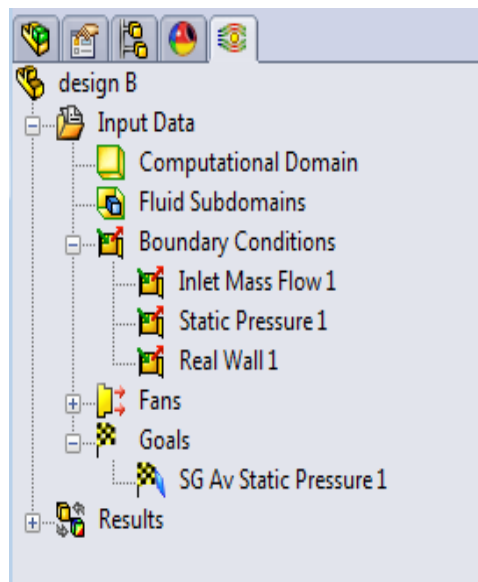 design B
Input Data
Computational Domain
Fluid Subdomains
Boundary Conditions
Inlet Mass Flow 1
Static Pressure 1
Real Wall 1
Fans
Goals
SG Av Static Pressure 1
Results